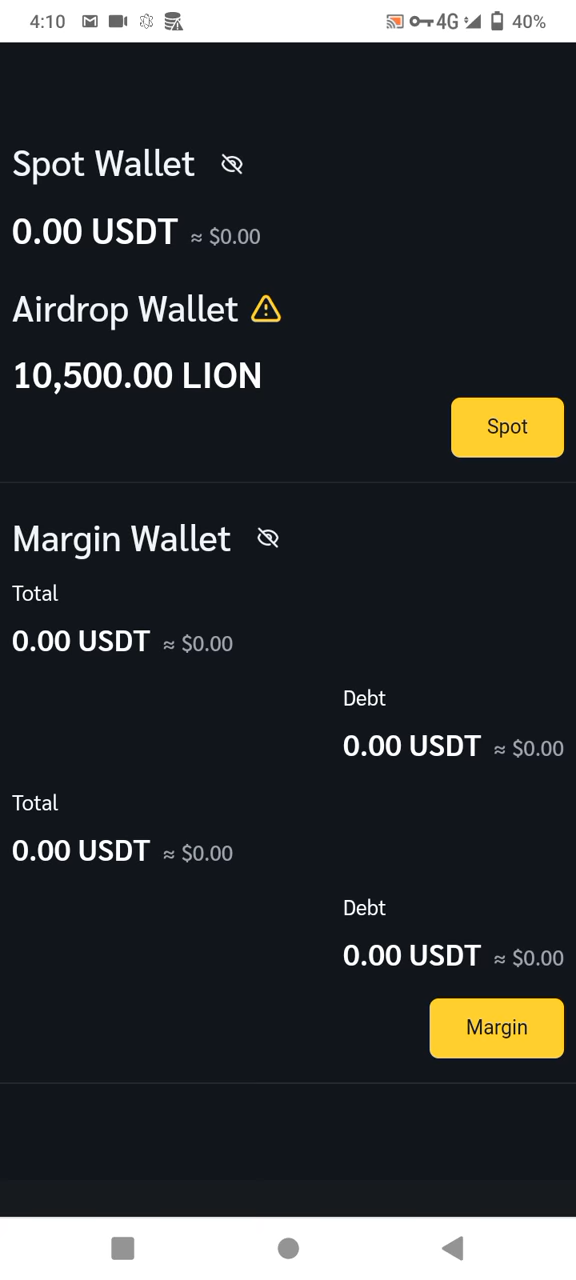 4:10 4G 40%
Spot Wallet
0.00 USDT ≈ $0.00
Airdrop Wallet
10,500.00 LION
Spot
Margin Wallet
Total
0.00 USDT ≈ $0.00
Debt
0.00 USDT ≈ $0.00
Total
0.00 USDT ≈ $0.00
Debt
0.00 USDT ≈ $0.00
Margin